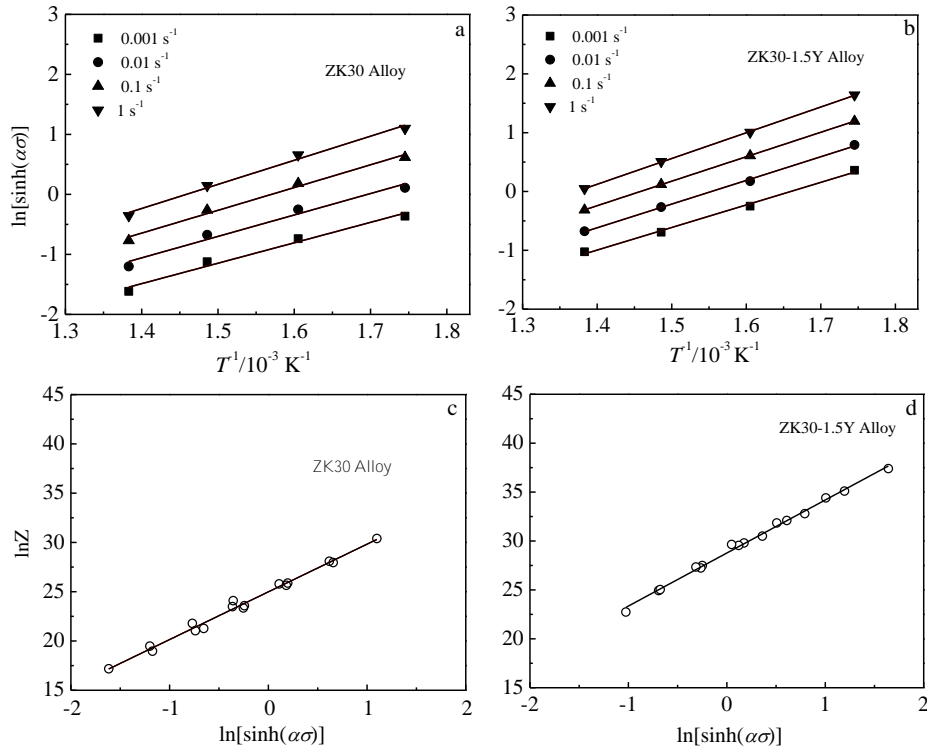 a
0.001 s⁻¹
0.01 s⁻¹
0.1 s⁻¹
1 s⁻¹
ZK30 Alloy
ln[sinh(ασ)]
2
1
0
-1
-2
1.3 1.4 1.5 1.6 1.7 1.8
T⁻¹/10⁻³ K⁻¹
b
0.001 s⁻¹
0.01 s⁻¹
0.1 s⁻¹
1 s⁻¹
ZK30-1.5Y Alloy
3
2
1
0
-1
-2
1.3 1.4 1.5 1.6 1.7 1.8
T⁻¹/10⁻³ K⁻¹
c
ZK30 Alloy
lnZ
45
40
35
30
25
20
15
-2 -1 0 1 2
ln[sinh(ασ)]
d
ZK30-1.5Y Alloy
45
40
35
30
25
20
15
-2 -1 0 1 2
ln[sinh(ασ)]